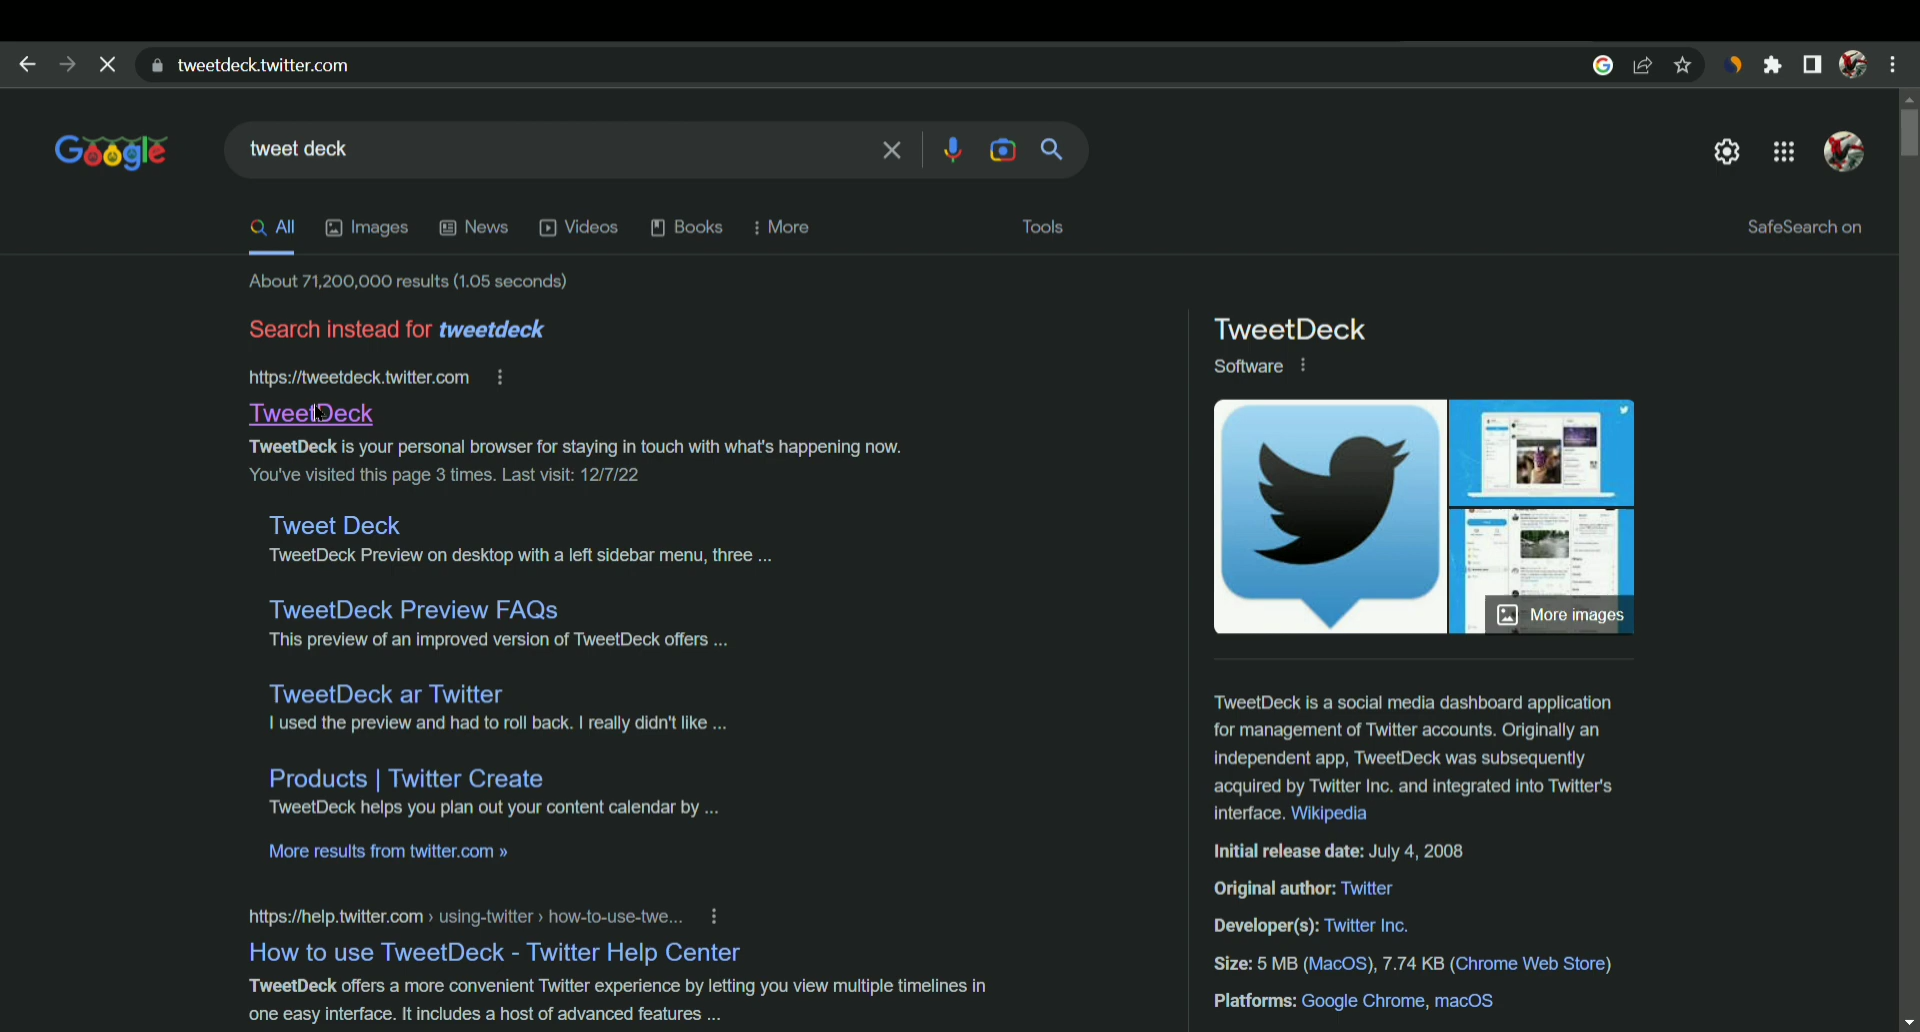 tweetdeck.twitter.com
Google
tweet deck
All
Images
News
Videos
Books
More
Tools
SafeSearch on
About 71,200,000 results (1.05 seconds)
Search instead for tweetdeck
https://tweetdeck.twitter.com
TweetDeck
TweetDeck is your personal browser for staying in touch with what's happening now.
You've visited this page 3 times. Last visit: 12/7/22
Tweet Deck
TweetDeck Preview on desktop with a left sidebar menu, three ...
TweetDeck Preview FAQs
This preview of an improved version of TweetDeck offers ...
TweetDeck ar Twitter
I used the preview and had to roll back. I really didn't like ...
Products | Twitter Create
TweetDeck helps you plan out your content calendar by ...
More results from twitter.com »
https://help.twitter.com › using-twitter › how-to-use-twe...
How to use TweetDeck - Twitter Help Center
TweetDeck offers a more convenient Twitter experience by letting you view multiple timelines in
one easy interface. It includes a host of advanced features ...
TweetDeck
Software
More images
TweetDeck is a social media dashboard application
for management of Twitter accounts. Originally an
independent app, TweetDeck was subsequently
acquired by Twitter Inc. and integrated into Twitter's
interface. Wikipedia
Initial release date: July 4, 2008
Original author: Twitter
Developer(s): Twitter Inc.
Size: 5 MB (MacOS), 7.74 KB (Chrome Web Store)
Platforms: Google Chrome, macOS